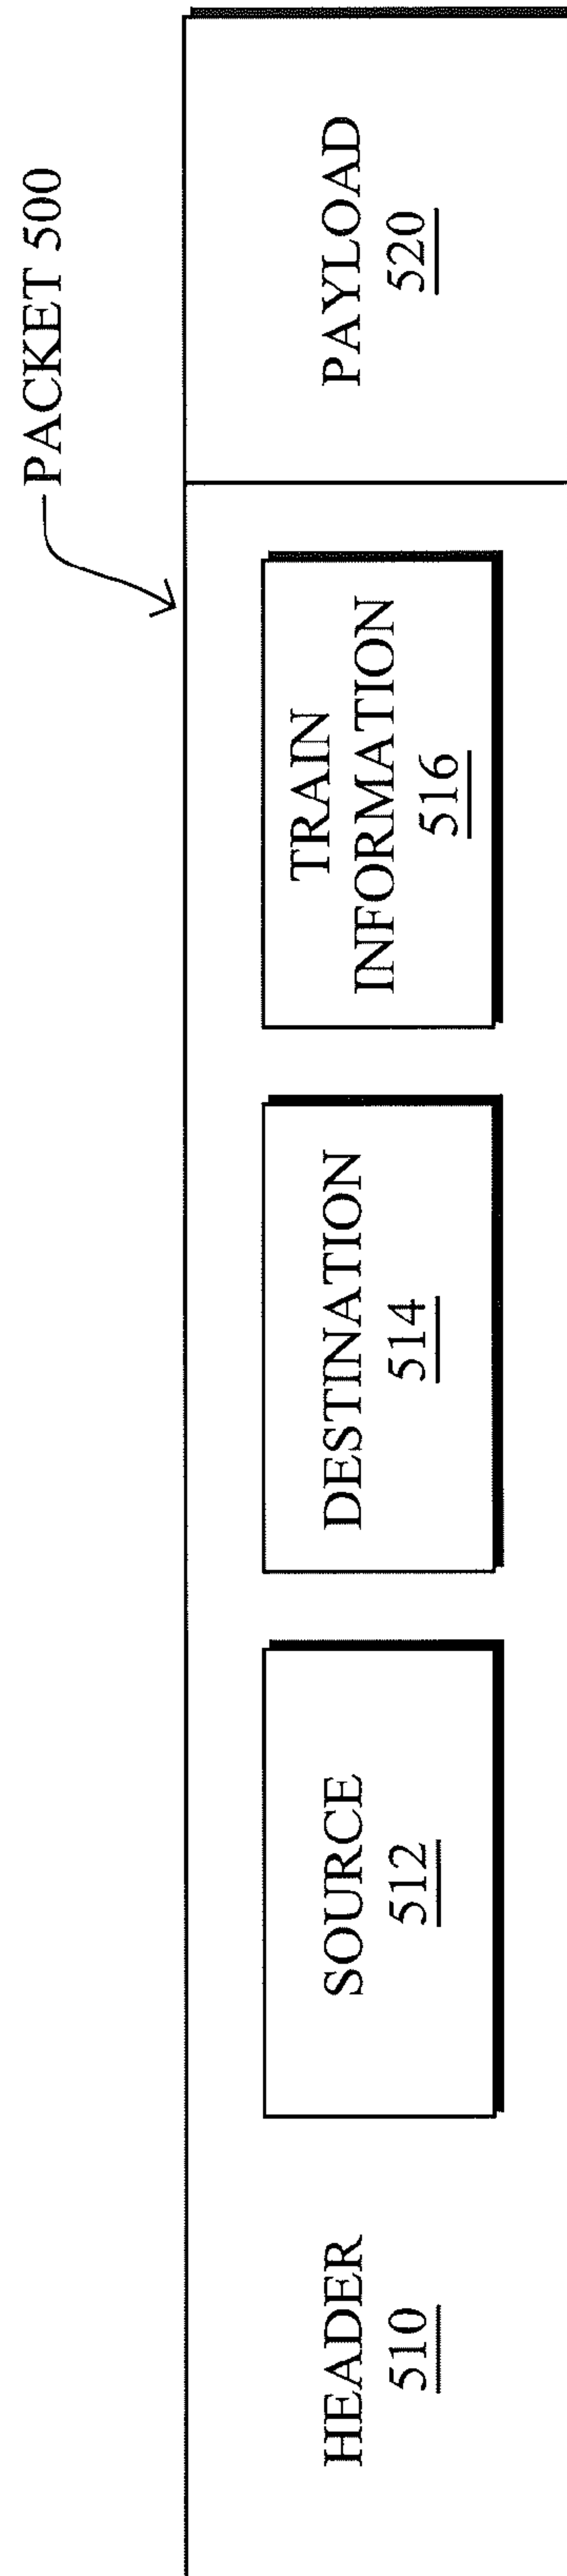 PACKET 500
HEADER
510
SOURCE
512
DESTINATION
514
TRAIN
INFORMATION
516
PAYLOAD
520